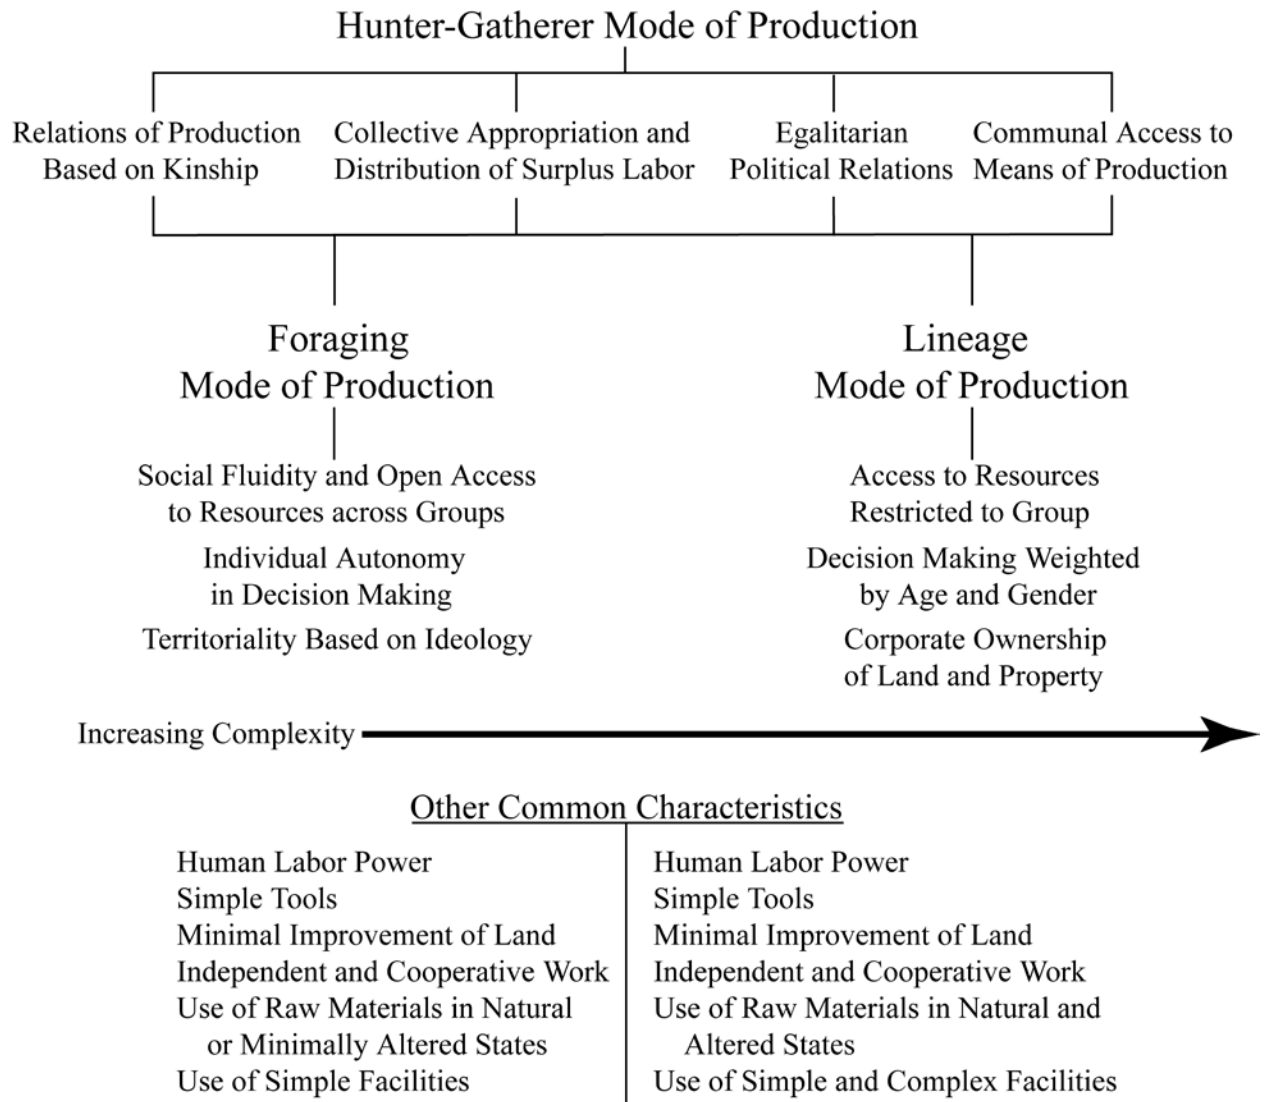 Hunter-Gatherer Mode of Production
Relations of Production
Based on Kinship
Collective Appropriation and
Distribution of Surplus Labor
Egalitarian
Political Relations
Communal Access to
Means of Production
Foraging
Mode of Production
Social Fluidity and Open Access
to Resources across Groups
Individual Autonomy
in Decision Making
Territoriality Based on Ideology
Lineage
Mode of Production
Access to Resources
Restricted to Group
Decision Making Weighted
by Age and Gender
Corporate Ownership
of Land and Property
Increasing Complexity
Other Common Characteristics
Human Labor Power
Simple Tools
Minimal Improvement of Land
Independent and Cooperative Work
Use of Raw Materials in Natural
or Minimally Altered States
Use of Simple Facilities
Human Labor Power
Simple Tools
Minimal Improvement of Land
Independent and Cooperative Work
Use of Raw Materials in Natural and
Altered States
Use of Simple and Complex Facilities